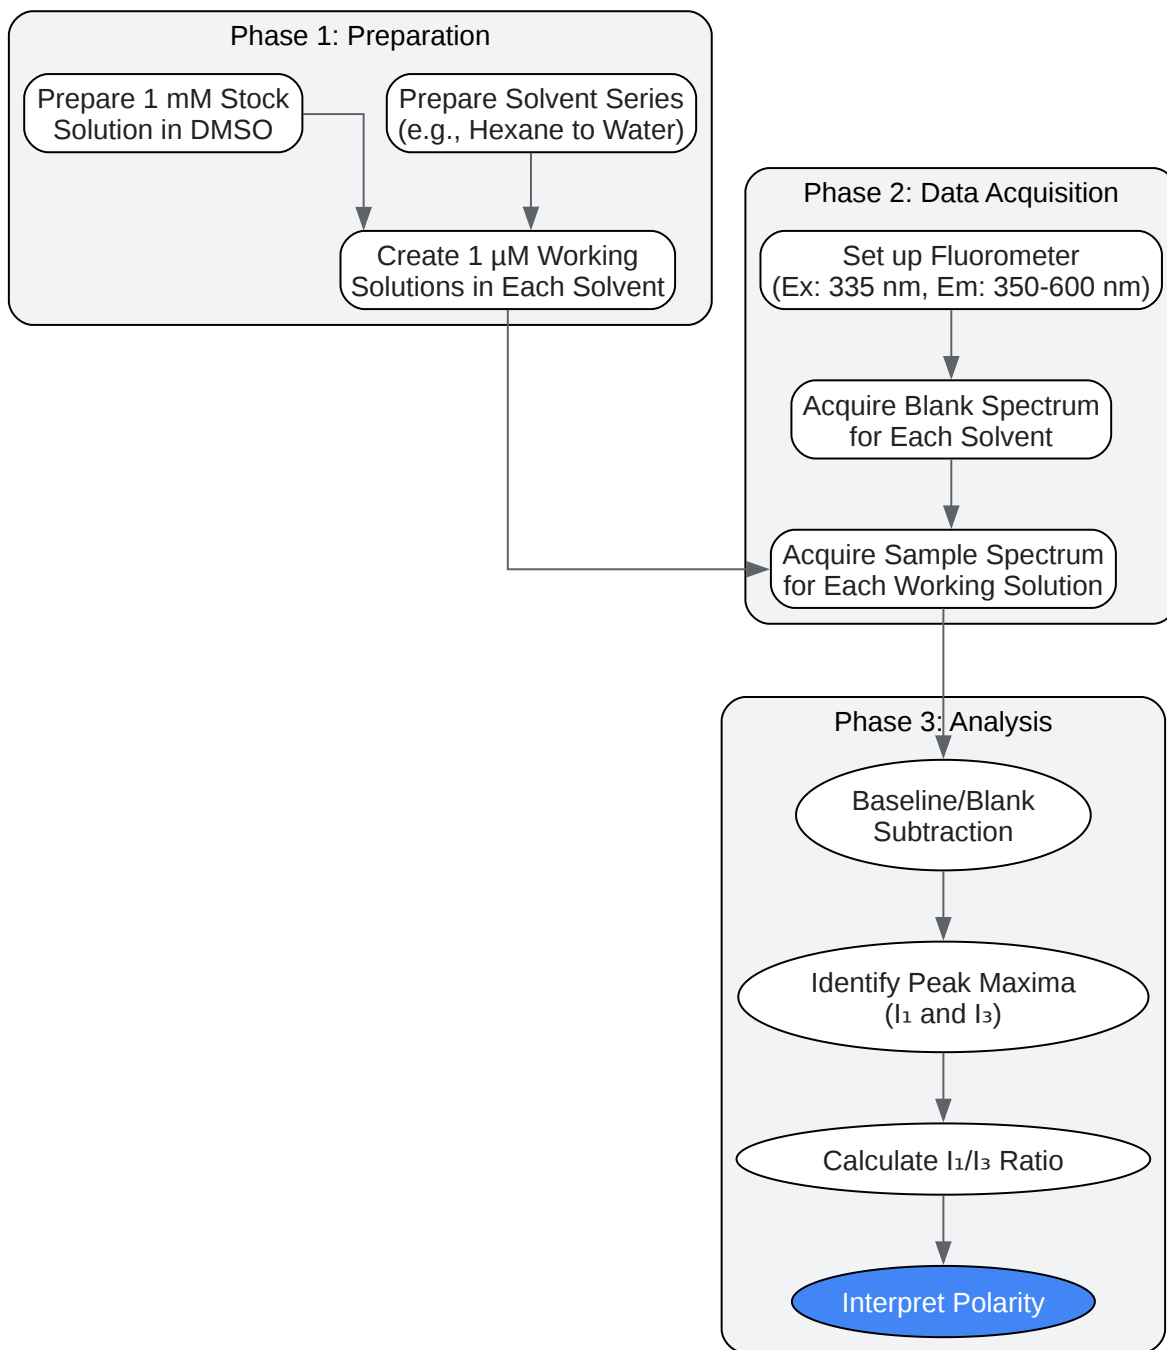 Phase 1: Preparation
Prepare 1 mM Stock
Solution in DMSO
Prepare Solvent Series
(e.g., Hexane to Water)
Create 1 µM Working
Solutions in Each Solvent
Phase 2: Data Acquisition
Set up Fluorometer
(Ex: 335 nm, Em: 350-600 nm)
Acquire Blank Spectrum
for Each Solvent
Acquire Sample Spectrum
for Each Working Solution
Phase 3: Analysis
Baseline/Blank
Subtraction
Identify Peak Maxima
(I₁ and I₃)
Calculate I₁/I₃ Ratio
Interpret Polarity